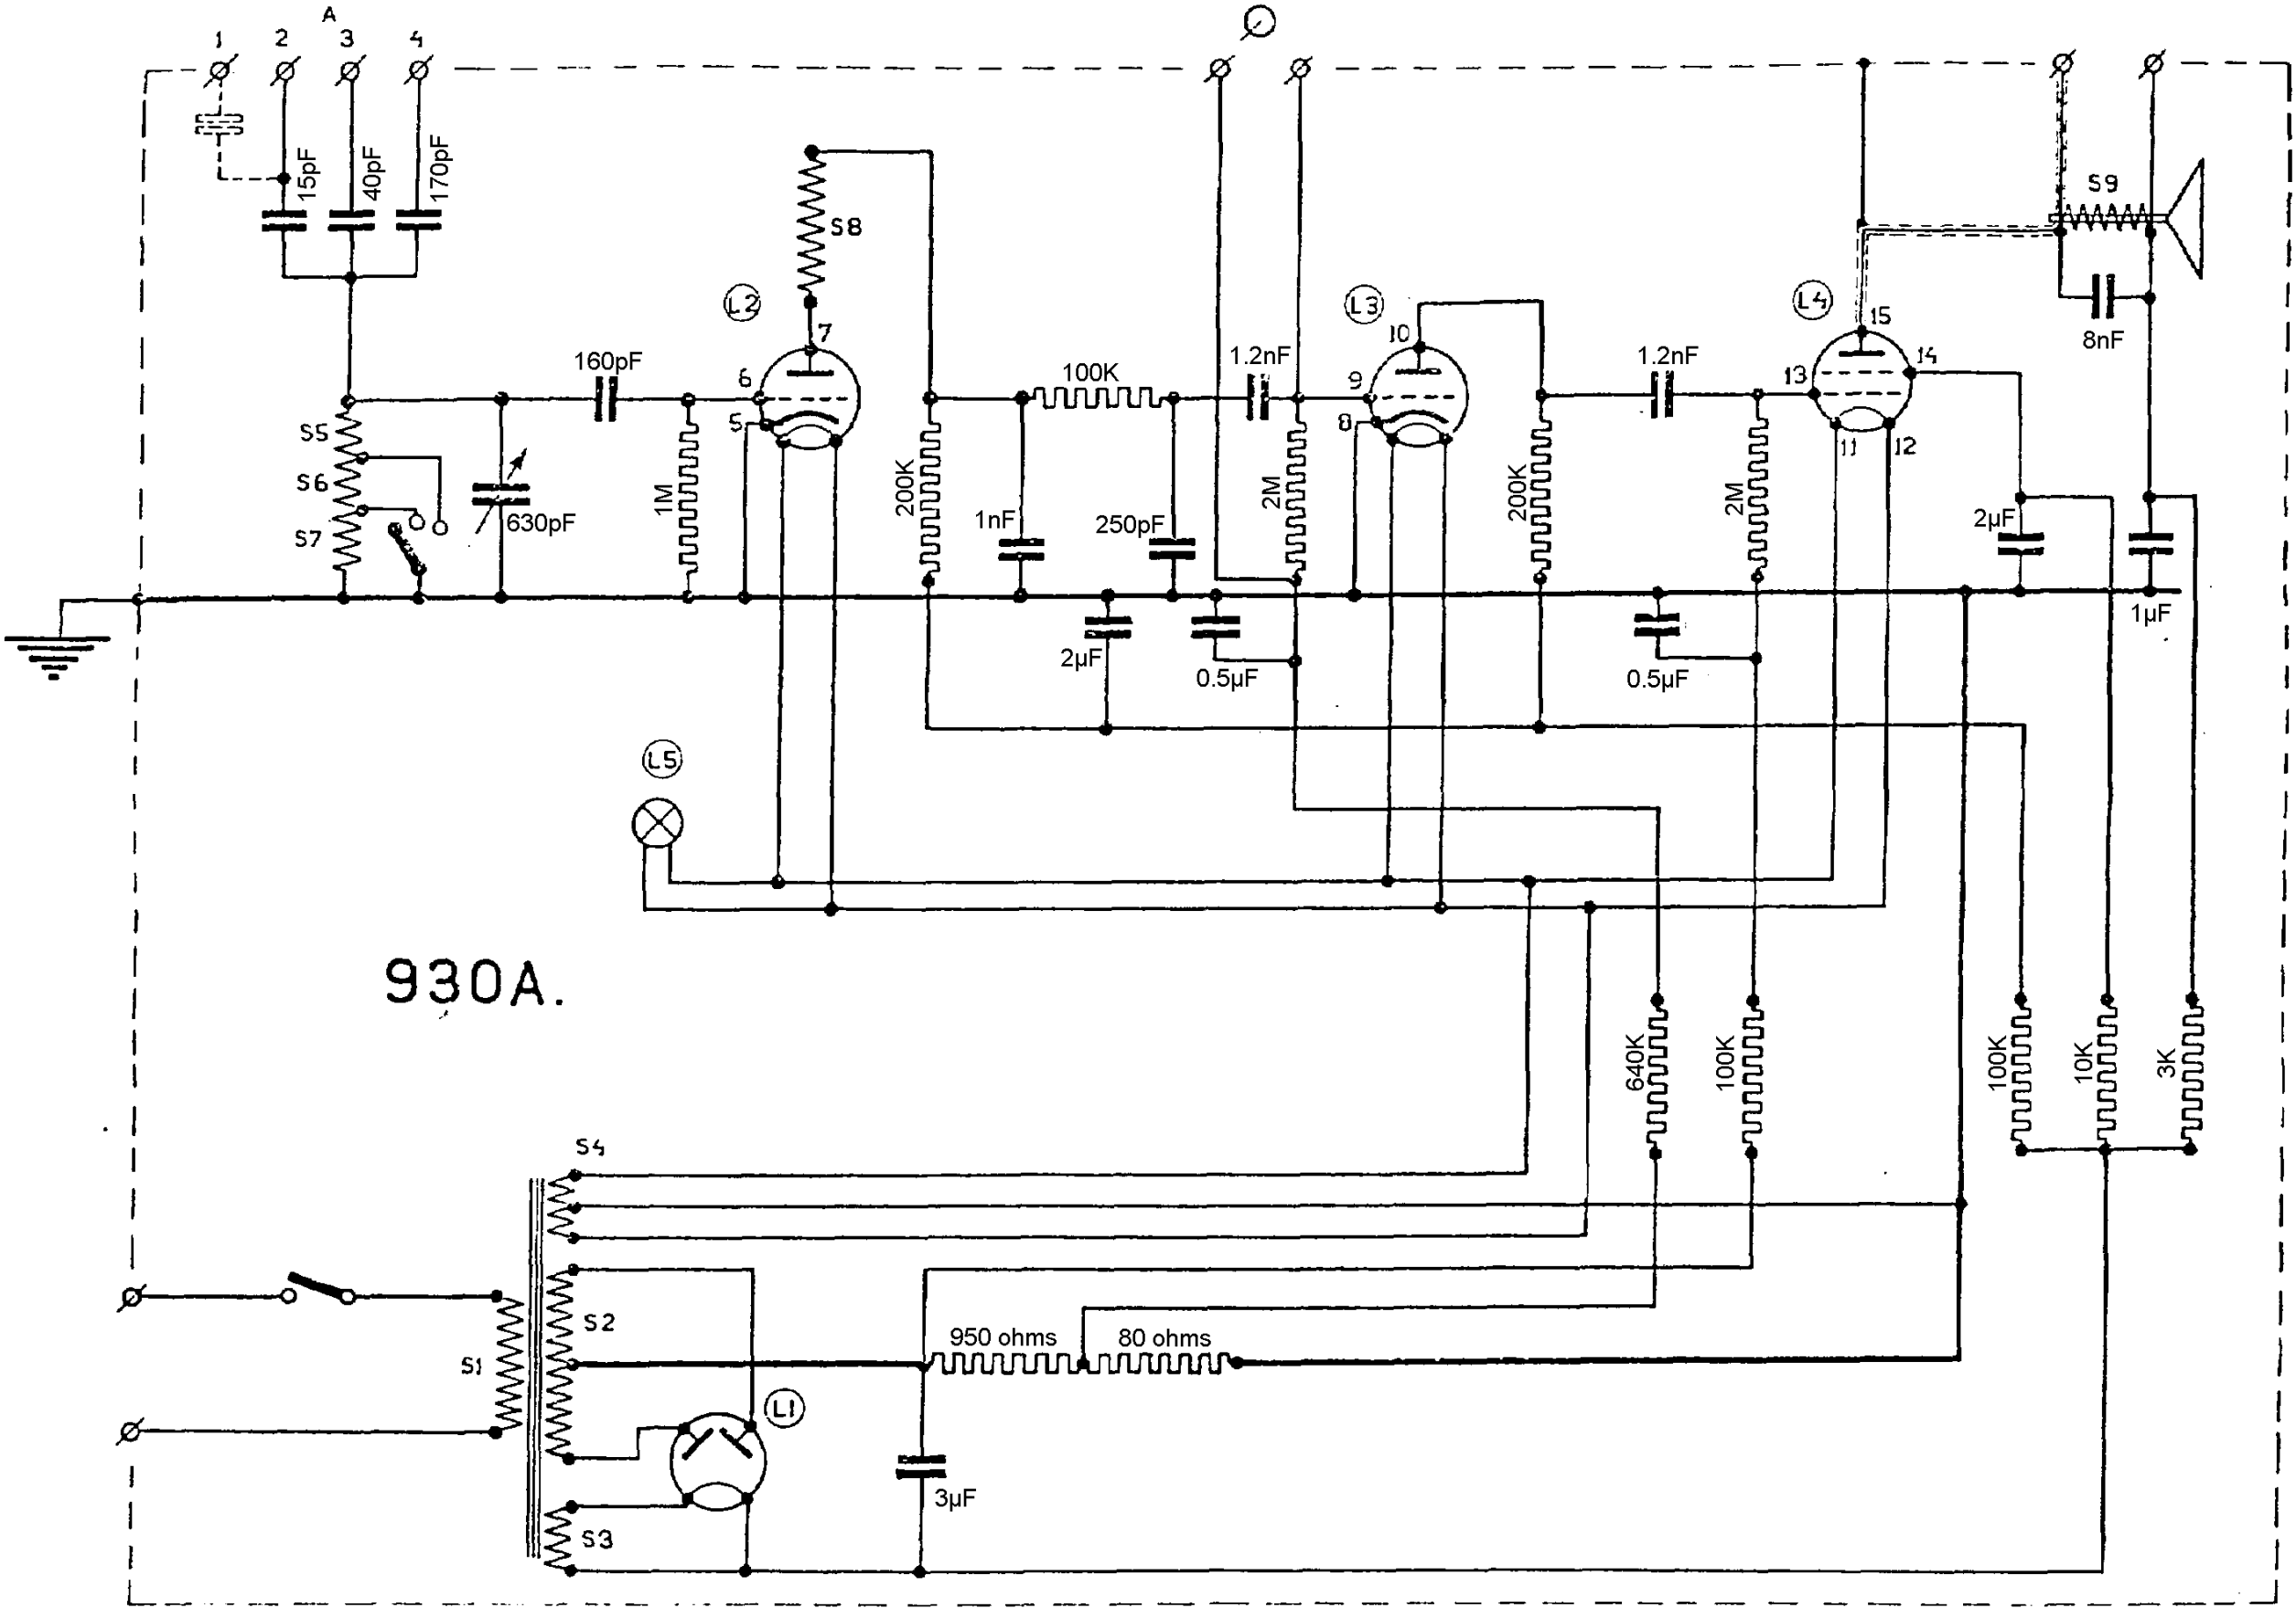 A
1 2 3 4
15pF 40pF 170pF
S8
S9
L2
L3
L4
7
10
15
8nF
160pF
6
100K
1.2nF
9
1.2nF
13
14
S5
5
8
11
12
S6
S7
630pF
1M
200K
1nF
250pF
2M
200K
2M
2µF
1µF
2µF
0.5µF
0.5µF
L5
930A.
640K
100K
100K
10K
3K
S4
S2
S1
950 ohms
80 ohms
L1
3µF
S3